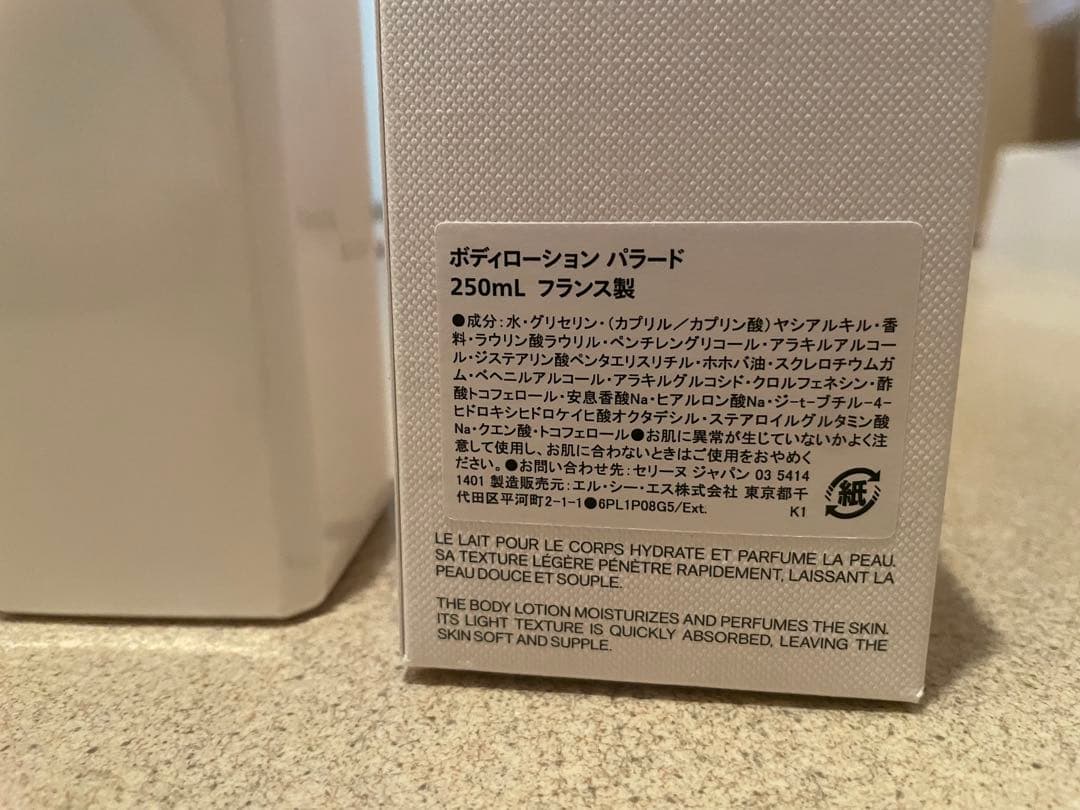 ボディローション パラード
250mL フランス製
●成分:水・グリセリン・(カプリル/カプリン酸)ヤシアルキル・香
料・ラウリン酸ラウリル・ペンチレングリコール・アラキルアルコー
ル・ジステアリン酸ペンタエリスリチル・ホホバ油・スクレロチウムガ
ム・ベヘニルアルコール・アラキルグルコシド・クロルフェネシン・酢
酸トコフェロール・安息香酸Na・ヒアルロン酸Na・ジ-t-ブチル-4-
ヒドロキシヒドロケイヒ酸オクタデシル・ステアロイルグルタミン酸
Na・クエン酸・トコフェロール●お肌に異常が生じていないかよく注
意して使用し、お肌に合わないときはご使用をおやめく
ださい。●お問い合わせ先:セリーヌ ジャパン 03 5414
1401 製造販売元:エル・シー・エス株式会社 東京都千
代田区平河町2-1-1●6PL1P08G5/Ext.
K1
紙
LE LAIT POUR LE CORPS HYDRATE ET PARFUME LA PEAU.
SA TEXTURE LÉGÈRE PÉNÈTRE RAPIDEMENT, LAISSANT LA
PEAU DOUCE ET SOUPLE.
THE BODY LOTION MOISTURIZES AND PERFUMES THE SKIN.
ITS LIGHT TEXTURE IS QUICKLY ABSORBED, LEAVING THE
SKIN SOFT AND SUPPLE.